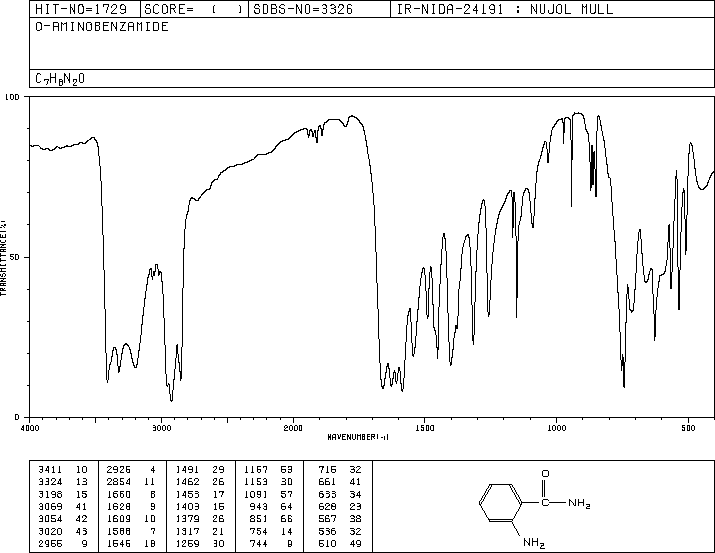 HIT-NO=1729 SCORE= ( ) SDBS-NO=3326 IR-NIDA-24191 : NUJOL MULL
O-AMINOBENZAMIDE
C7H8N2O
100
50
0
TRANSMITTANCE(%)
4000 3000 2000 1500 1000 500
WAVENUMBER(-1)
3411 10 2926 4 1491 29 1167 53 716 32
3324 13 2854 11 1462 26 1153 30 661 41
3198 15 1660 8 1453 17 1091 57 633 34
3069 41 1628 9 1403 15 943 64 628 23
3054 42 1609 10 1379 26 851 66 567 38
3020 43 1588 7 1317 21 754 14 536 32
2955 9 1546 18 1259 30 744 9 510 49
O
C NH2
NH2